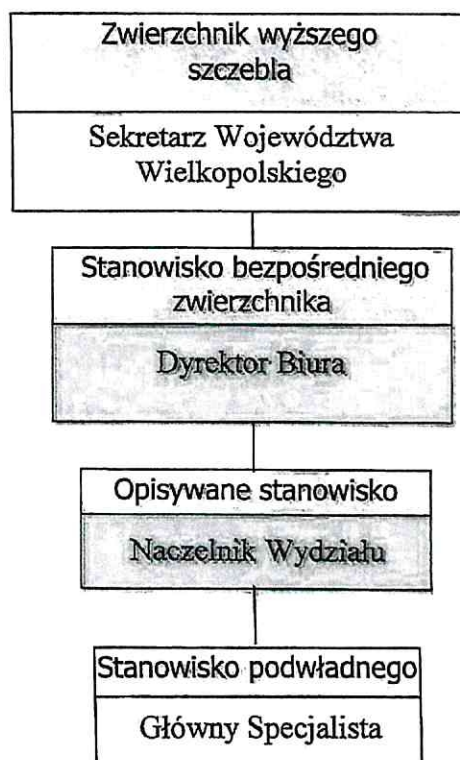 Zwierzchnik wyższego
szczebla
Sekretarz Województwa
Wielkopolskiego
Stanowisko bezpośredniego
zwierzchnika
Dyrektor Biura
Opisywane stanowisko
Naczelnik Wydziału
Stanowisko podwładnego
Główny Specjalista